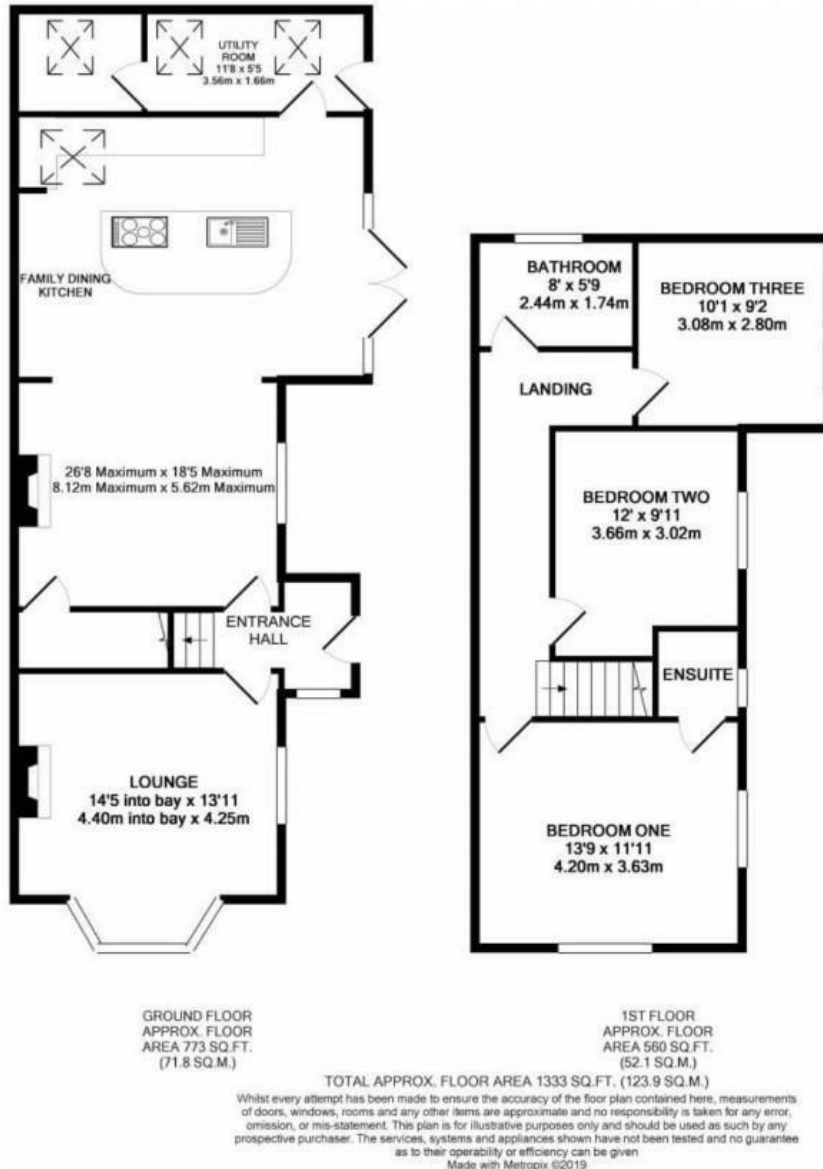 UTILITY
ROOM
11'8 x 5'5
3.56m x 1.66m
FAMILY DINING
KITCHEN
26'8 Maximum x 18'5 Maximum
8.12m Maximum x 5.62m Maximum
ENTRANCE
HALL
LOUNGE
14'5 into bay x 13'11
4.40m into bay x 4.25m
BATHROOM
8' x 5'9
2.44m x 1.74m
BEDROOM THREE
10'1 x 9'2
3.08m x 2.80m
LANDING
BEDROOM TWO
12' x 9'11
3.66m x 3.02m
ENSUITE
BEDROOM ONE
13'9 x 11'11
4.20m x 3.63m
GROUND FLOOR
APPROX. FLOOR
AREA 773 SQ.FT.
(71.8 SQ.M.)
1ST FLOOR
APPROX. FLOOR
AREA 560 SQ.FT.
(52.1 SQ.M.)
TOTAL APPROX. FLOOR AREA 1333 SQ.FT. (123.9 SQ.M.)
Whilst every attempt has been made to ensure the accuracy of the floor plan contained here, measurements
of doors, windows, rooms and any other items are approximate and no responsibility is taken for any error,
omission, or mis-statement. This plan is for illustrative purposes only and should be used as such by any
prospective purchaser. The services, systems and appliances shown have not been tested and no guarantee
as to their operability or efficiency can be given
Made with Metropix ©2019